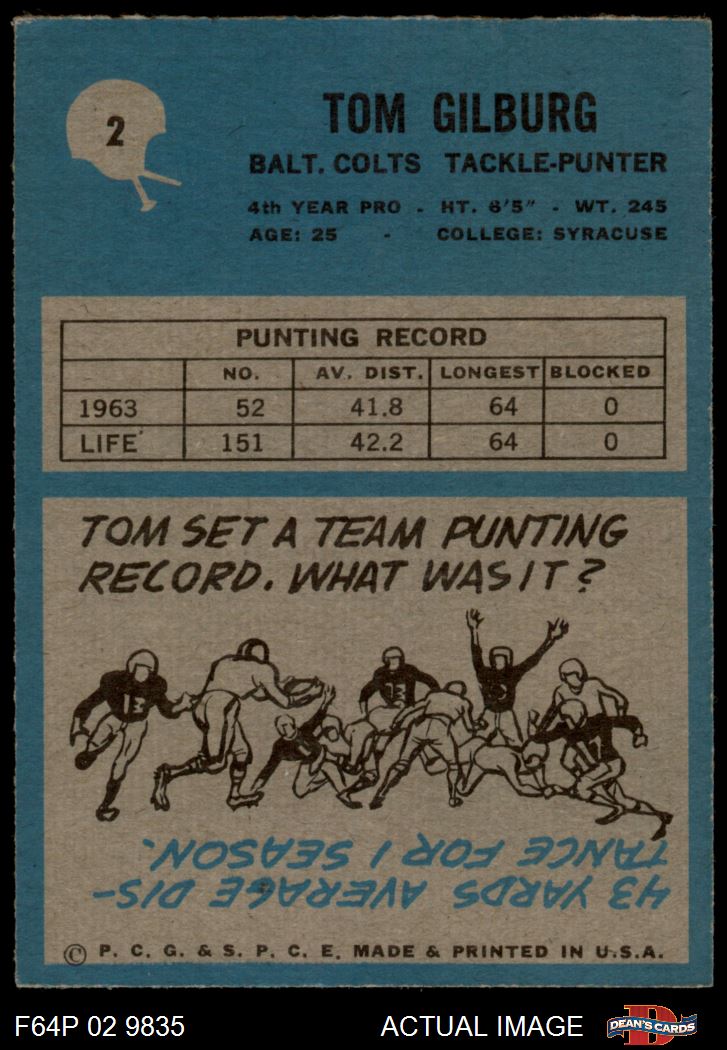 2
TOM GILBURG
BALT. COLTS TACKLE-PUNTER
4th YEAR PRO - HT. 6'5" - WT. 245
AGE: 25 - COLLEGE: SYRACUSE
PUNTING RECORD
NO. AV. DIST. LONGEST BLOCKED
1963 52 41.8 64 0
LIFE 151 42.2 64 0
TOM SET A TEAM PUNTING
RECORD. WHAT WAS IT?
13
73
43 YARDS AVERAGE DIS-
TANCE FOR 1 SEASON.
© P. C. G. & S. P. C. E. MADE & PRINTED IN U.S.A.
F64P 02 9835 ACTUAL IMAGE
D
DEAN'S CARDS